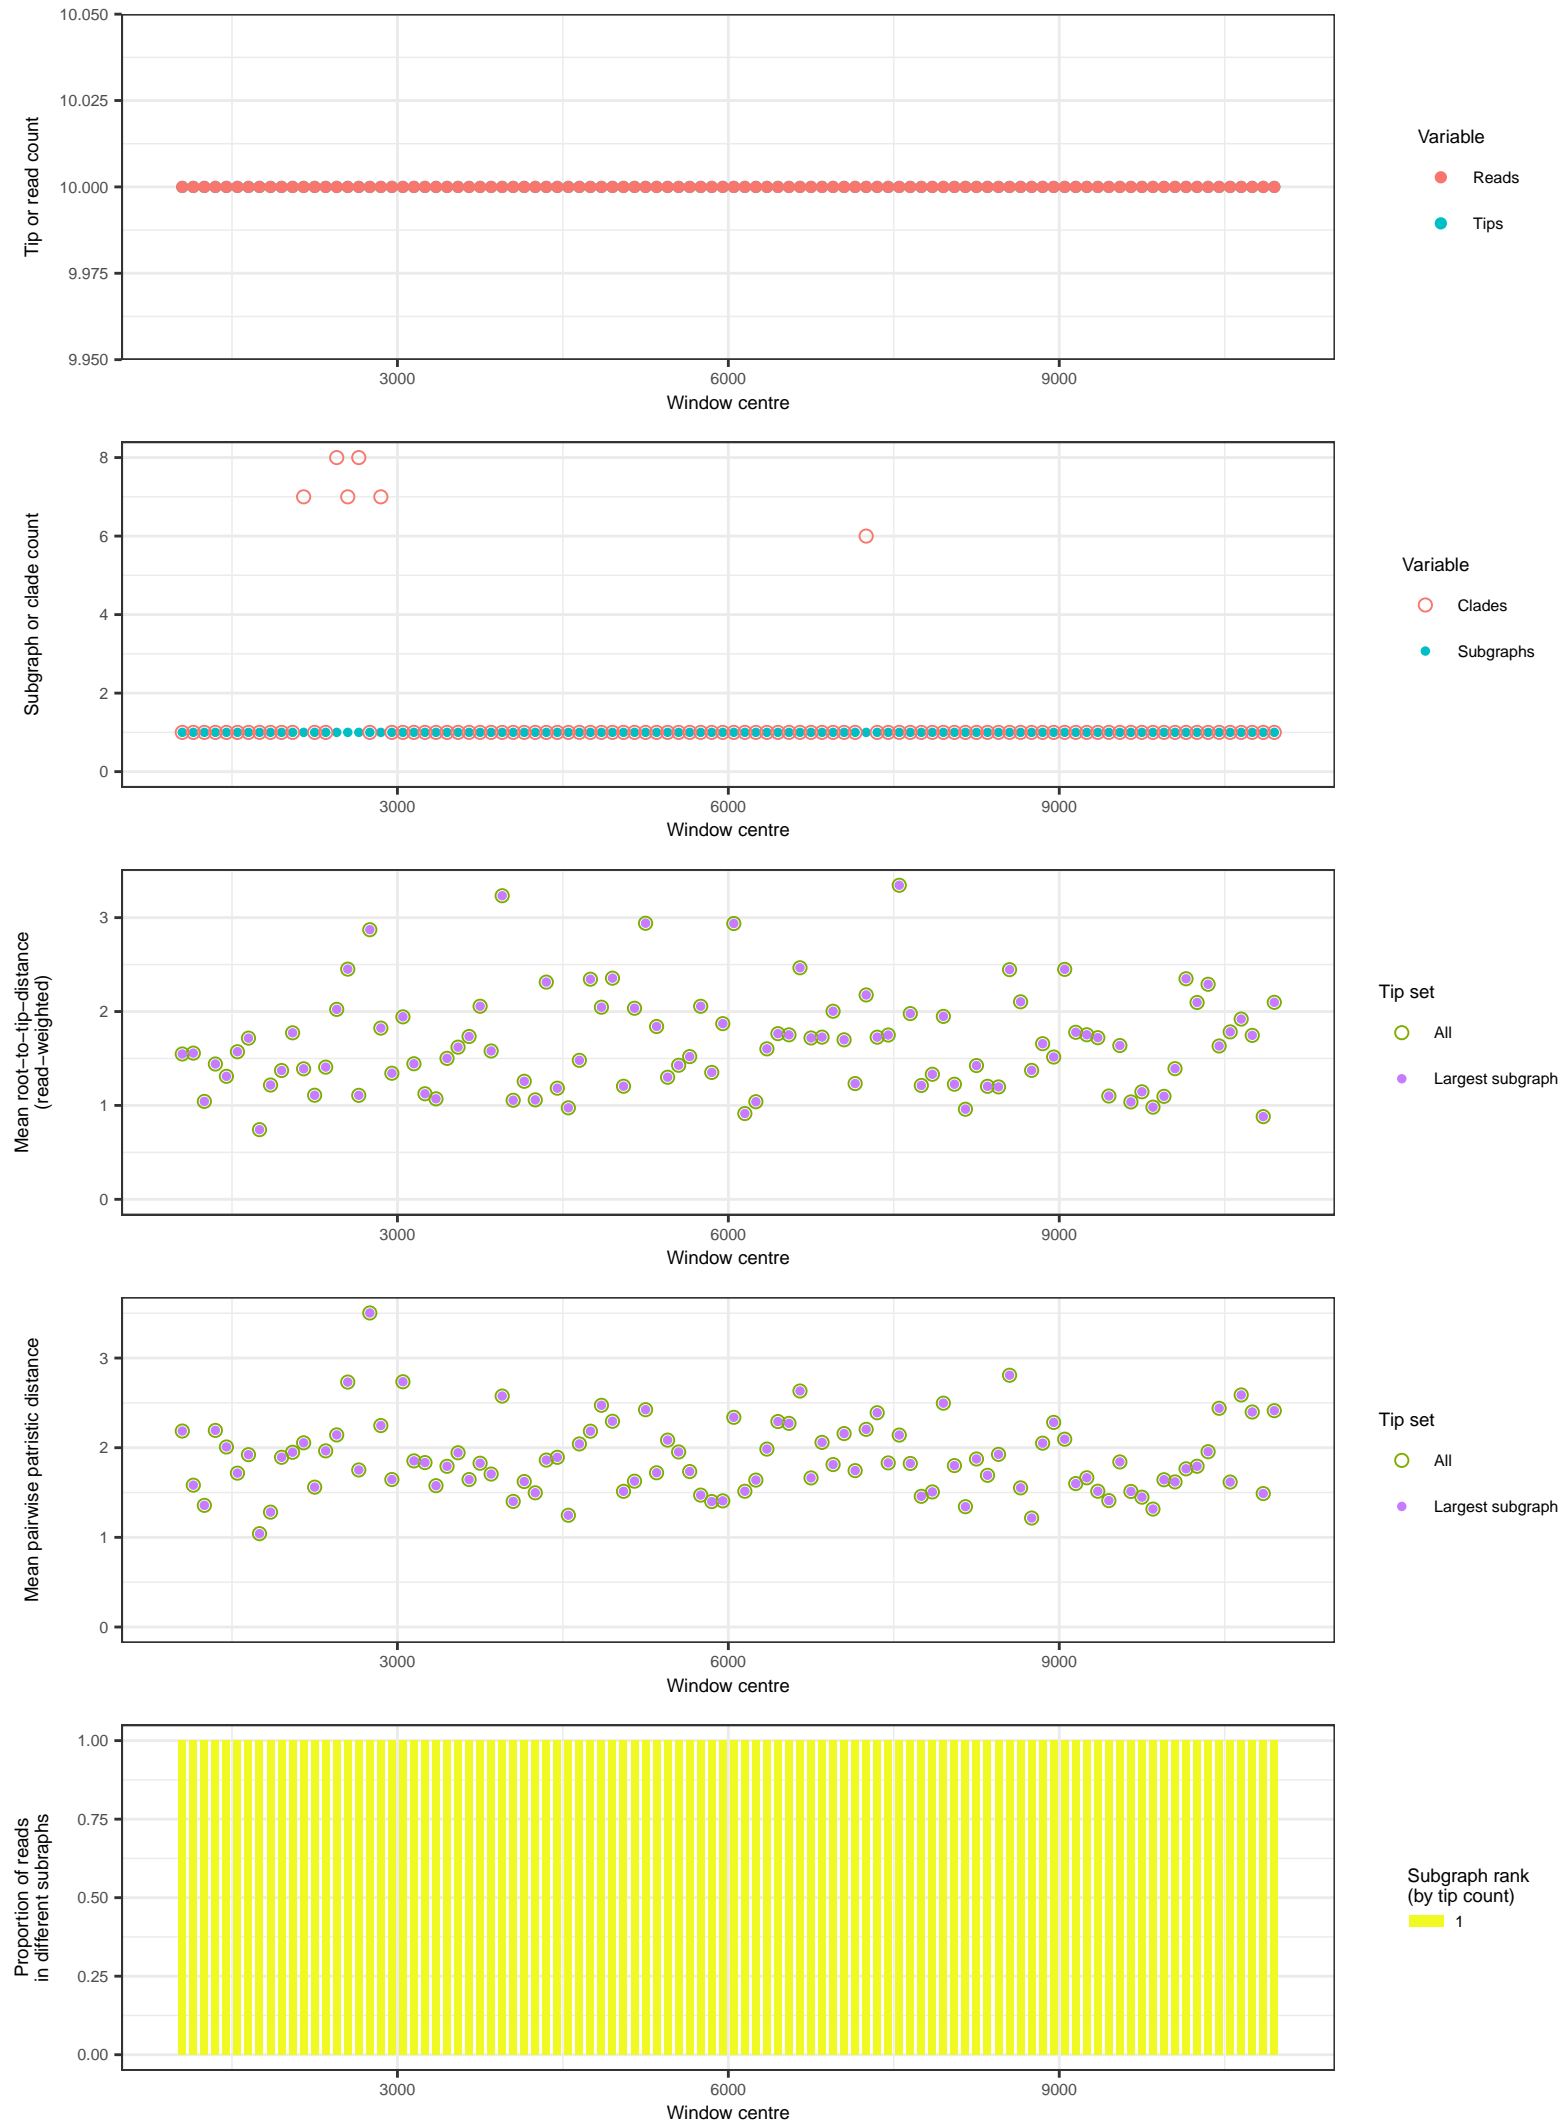 10.050
10.025
10.000
9.975
9.950
Tip or read count
3000
6000
9000
Window centre
Variable
Reads
Tips
8
6
4
2
0
Subgraph or clade count
3000
6000
9000
Window centre
Variable
Clades
Subgraphs
3
2
1
0
Mean root−to−tip−distance
(read−weighted)
3000
6000
9000
Window centre
Tip set
All
Largest subgraph
3
2
1
0
Mean pairwise patristic distance
3000
6000
9000
Window centre
Tip set
All
Largest subgraph
1.00
0.75
0.50
0.25
0.00
Proportion of reads
in different subraphs
3000
6000
9000
Window centre
Subgraph rank
(by tip count)
1